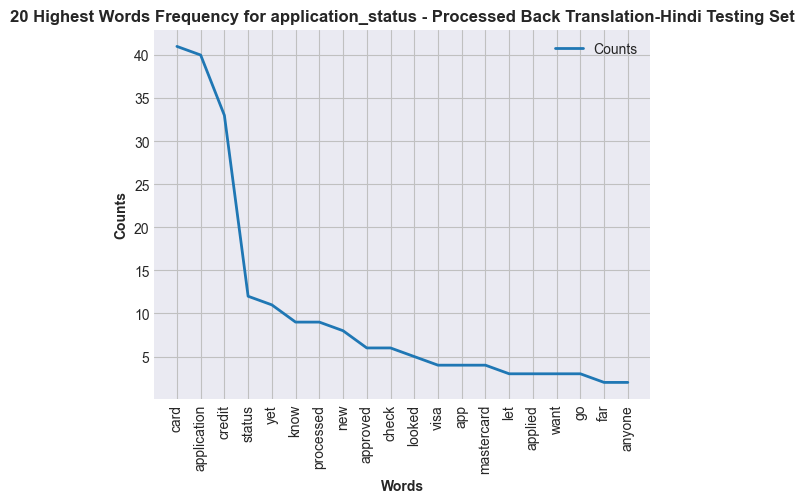 20 Highest Words Frequency for application_status - Processed Back Translation-Hindi Testing Set
Counts
40
35
30
25
20
15
10
5
Counts
card
application
credit
status
yet
know
processed
new
approved
check
looked
visa
app
mastercard
let
applied
want
go
far
anyone
Words